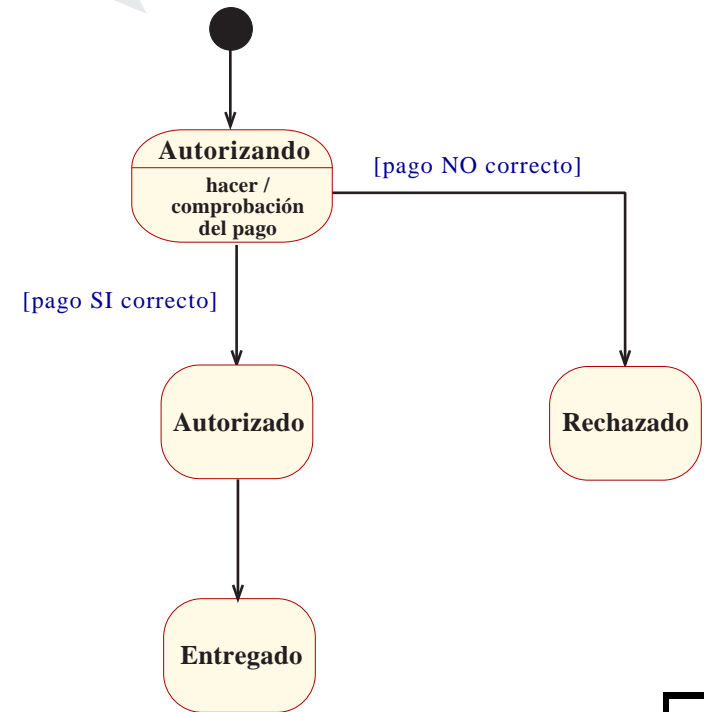 Autorizando
[pago NO correcto]
hacer /
comprobación
del pago
[pago SI correcto]
Autorizado
Rechazado
Entregado